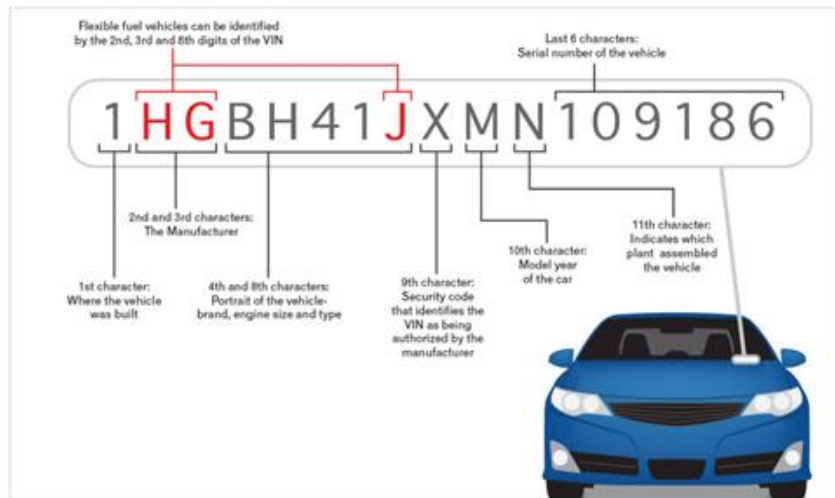 Flexible fuel vehicles can be identified
by the 2nd, 3rd and 8th digits of the VIN
Last 6 characters:
Serial number of the vehicle
1HGBH41JXMN109186
2nd and 3rd characters:
The Manufacturer
11th character:
Indicates which
plant assembled
the vehicle
10th character:
Model year
of the car
1st character:
Where the vehicle
was built
4th and 8th characters:
Portrait of the vehicle-
brand, engine size and type
9th character:
Security code
that identifies the
VIN as being
authorized by the
manufacturer